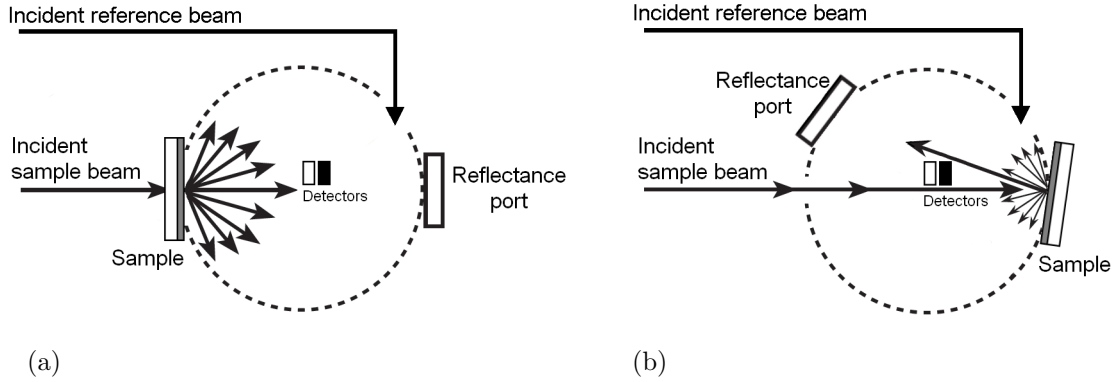 Incident reference beam
Incident
sample beam
Detectors
Reflectance
port
Sample
(a)
Incident reference beam
Reflectance
port
Incident
sample beam
Detectors
Sample
(b)